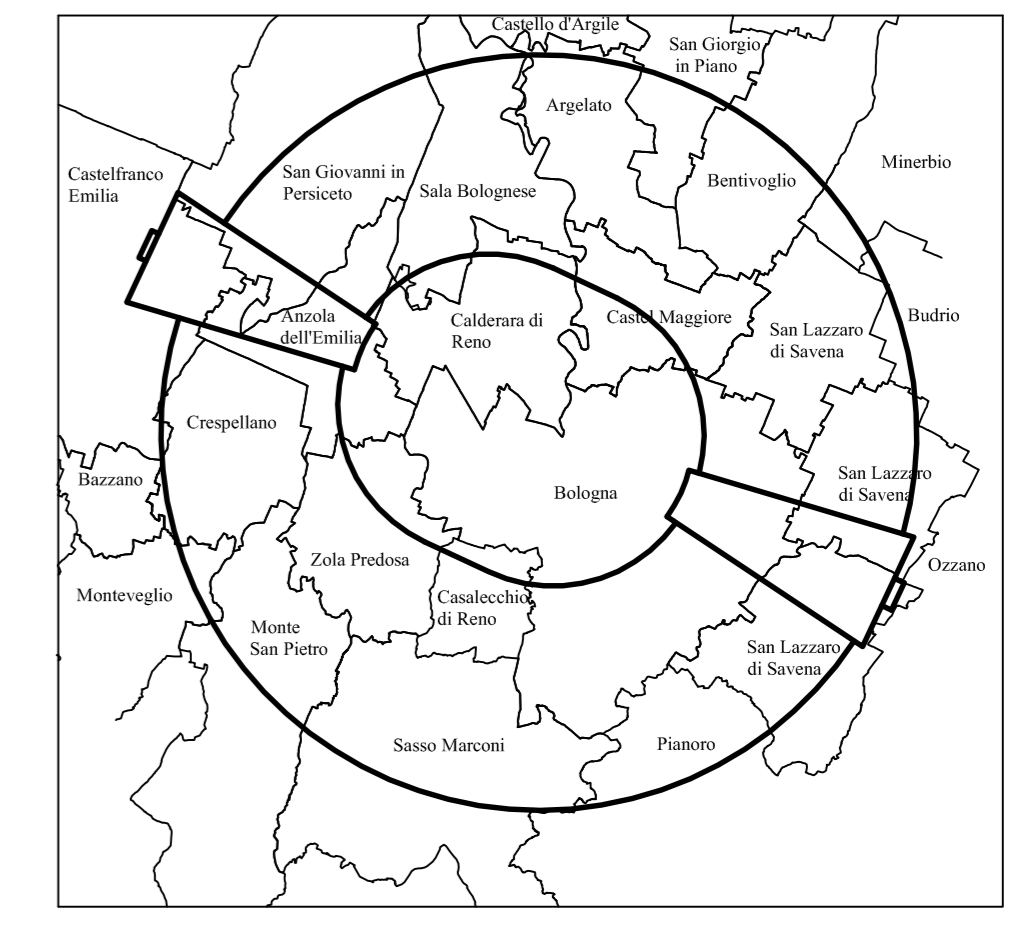 Castello d'Argile
San Giorgio
in Piano
Argelato
Minerbio
Castelfranco
Emilia
San Giovanni in
Persiceto
Sala Bolognese
Bentivoglio
Anzola
dell'Emilia
Calderara di
Reno
Castel Maggiore
San Lazzaro
di Savena
Budrio
Crespellano
Bazzano
Bologna
San Lazzaro
di Savena
Zola Predosa
Ozzano
Monteveglio
Casalecchio
di Reno
Monte
San Pietro
San Lazzaro
di Savena
Sasso Marconi
Pianoro